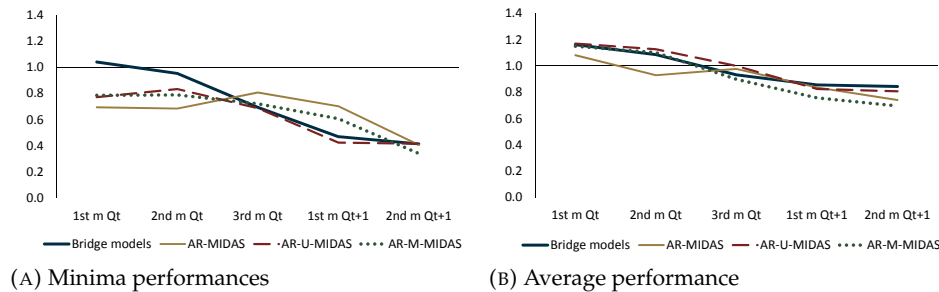 1.4
1.2
1.0
0.8
0.6
0.4
0.2
0.0
1st m Qt 2nd m Qt 3rd m Qt 1st m Qt+1 2nd m Qt+1
Bridge models AR-MIDAS AR-U-MIDAS AR-M-MIDAS
(A) Minima performances
1.4
1.2
1.0
0.8
0.6
0.4
0.2
0.0
1st m Qt 2nd m Qt 3rd m Qt 1st m Qt+1 2nd m Qt+1
Bridge models AR-MIDAS AR-U-MIDAS AR-M-MIDAS
(B) Average performance